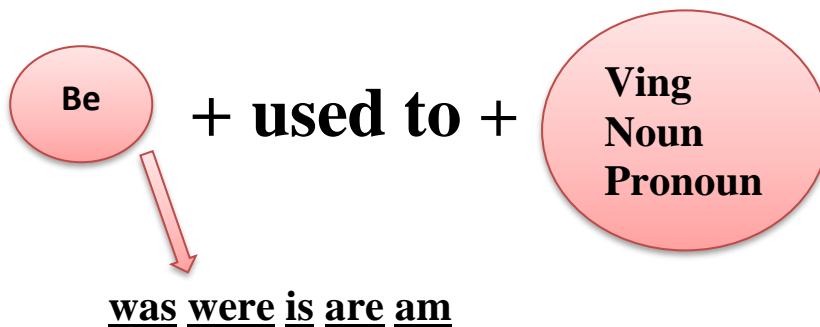 Be + used to + Ving
Noun
Pronoun
was were is are am